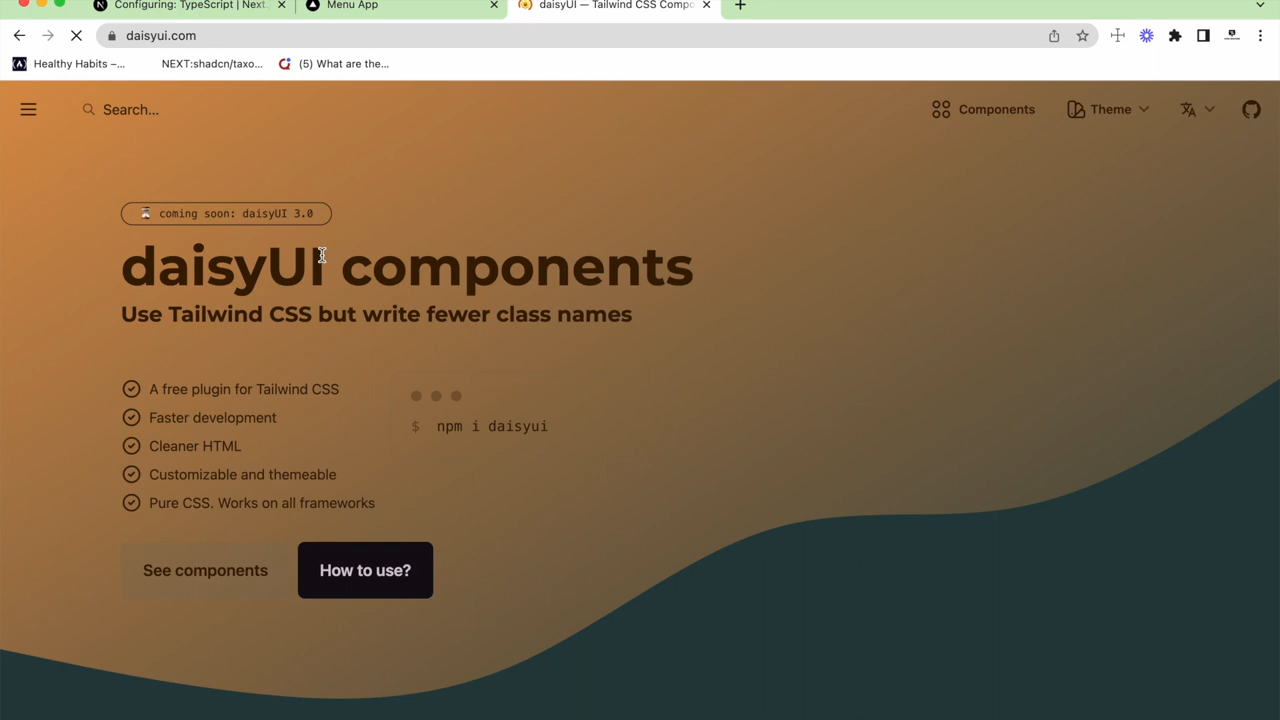 Configuring: TypeScript | Next.
Menu App
daisyUI — Tailwind CSS Compo
daisyui.com
Healthy Habits –...
NEXT:shadcn/taxo...
(5) What are the...
Search...
Components
Theme
coming soon: daisyUI 3.0
daisyUI components
Use Tailwind CSS but write fewer class names
A free plugin for Tailwind CSS
Faster development
Cleaner HTML
Customizable and themeable
Pure CSS. Works on all frameworks
$ npm i daisyui
See components
How to use?